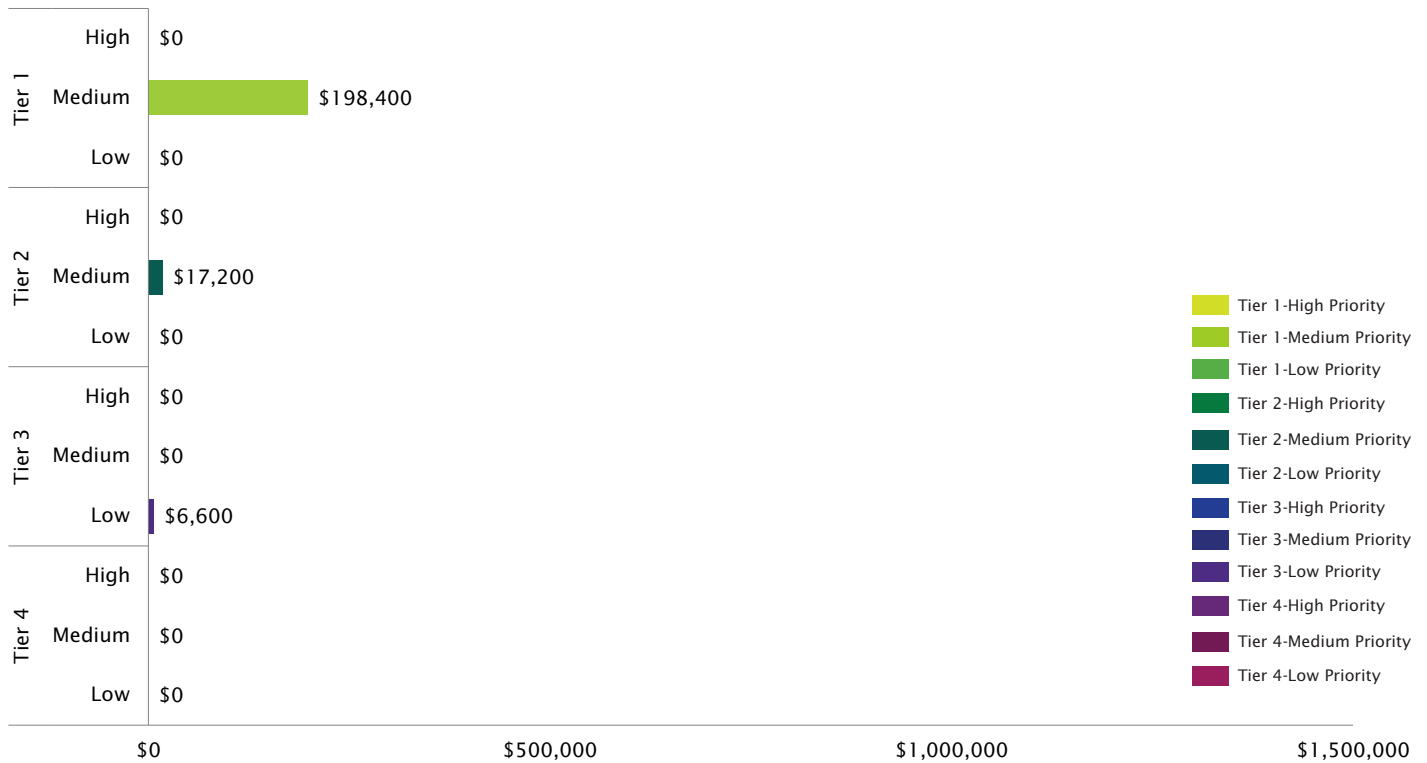 Tier 1
High $0
Medium $198,400
Low $0
Tier 2
High $0
Medium $17,200
Low $0
Tier 3
High $0
Medium $0
Low $6,600
Tier 4
High $0
Medium $0
Low $0
$0 $500,000 $1,000,000 $1,500,000
Tier 1-High Priority
Tier 1-Medium Priority
Tier 1-Low Priority
Tier 2-High Priority
Tier 2-Medium Priority
Tier 2-Low Priority
Tier 3-High Priority
Tier 3-Medium Priority
Tier 3-Low Priority
Tier 4-High Priority
Tier 4-Medium Priority
Tier 4-Low Priority